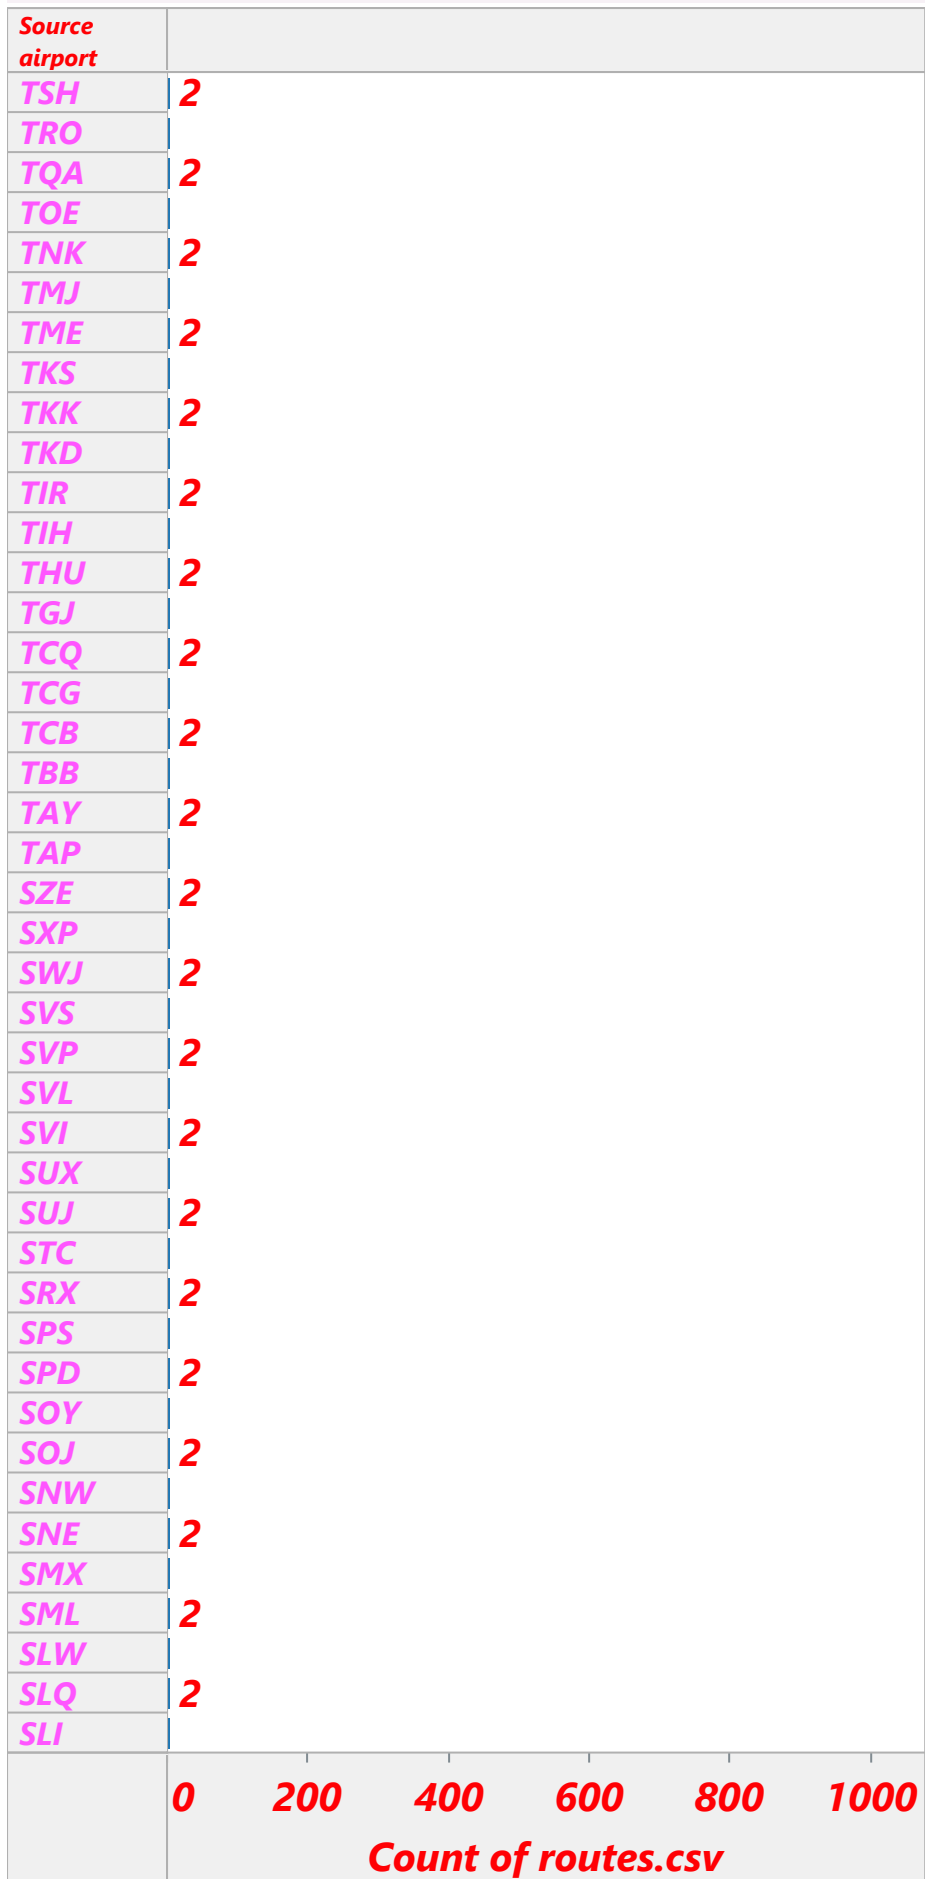 Source
airport
TSH 2
TRO
TQA 2
TOE
TNK 2
TMJ
TME 2
TKS
TKK 2
TKD
TIR 2
TIH
THU 2
TGJ
TCQ 2
TCG
TCB 2
TBB
TAY 2
TAP
SZE 2
SXP
SWJ 2
SVS
SVP 2
SVL
SVI 2
SUX
SUJ 2
STC
SRX 2
SPS
SPD 2
SOY
SOJ 2
SNW
SNE 2
SMX
SML 2
SLW
SLQ 2
SLI
0 200 400 600 800 1000
Count of routes.csv